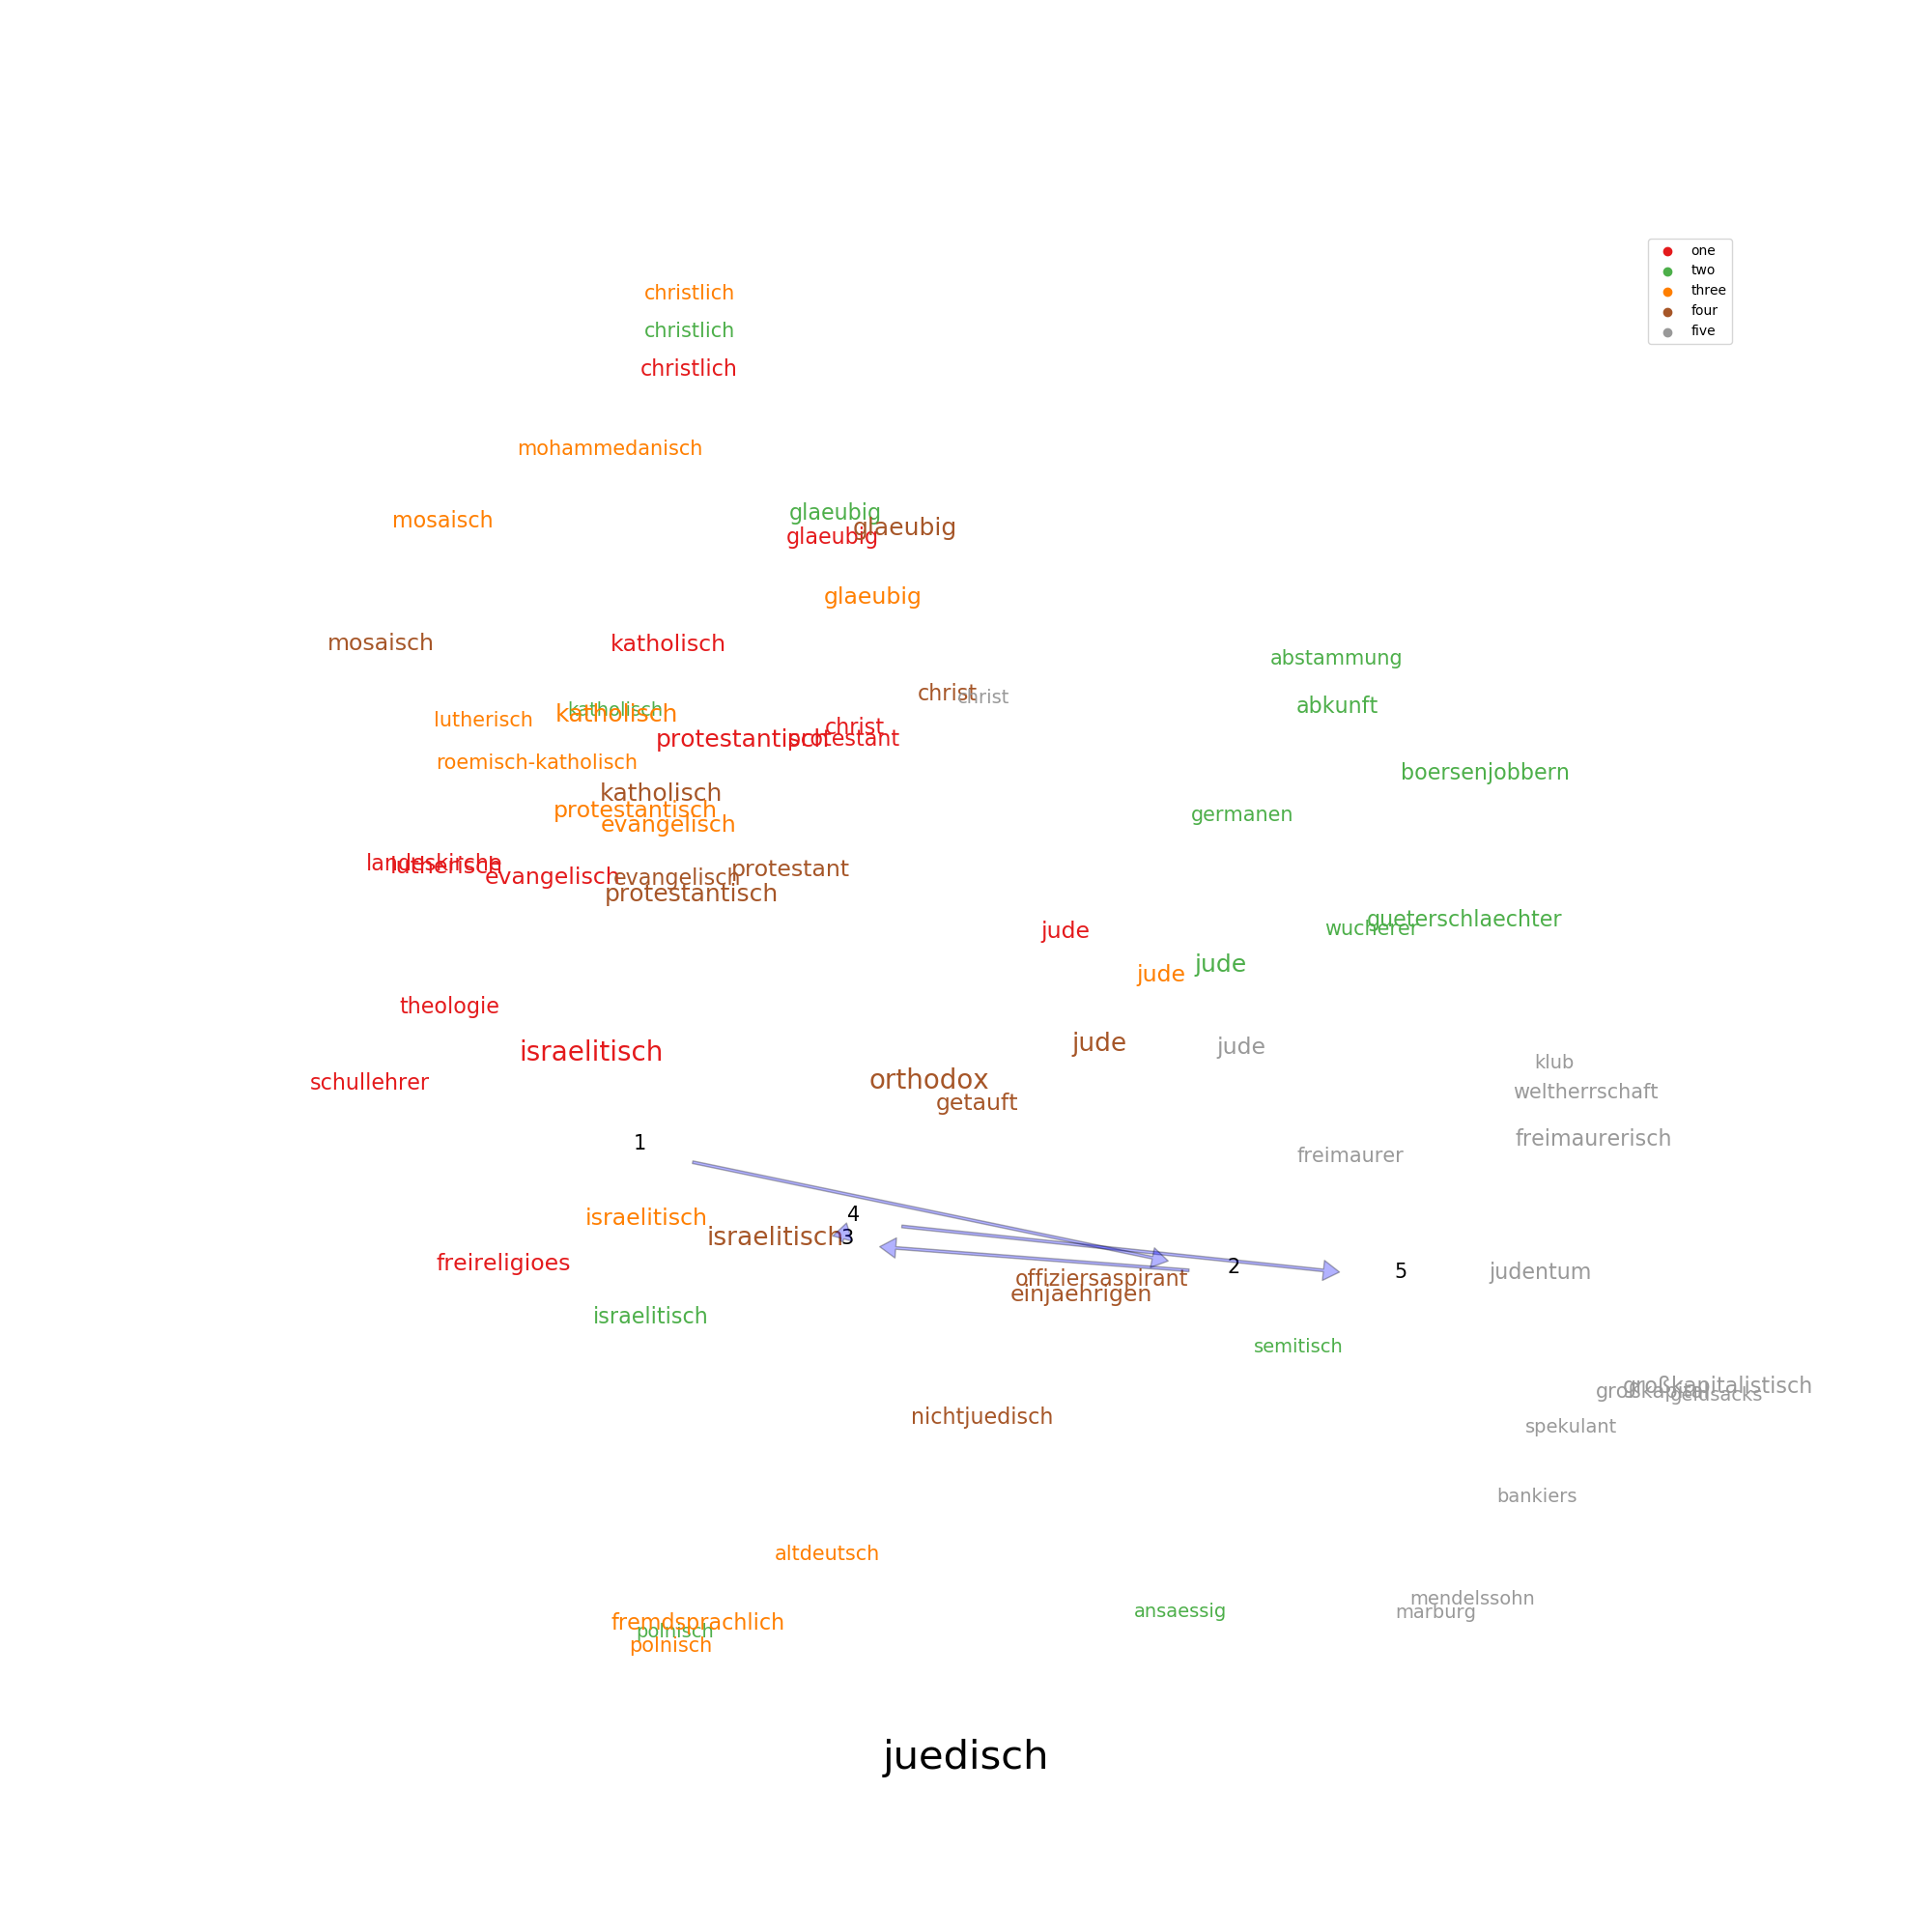 one
two
christlich
three
four
christlich
five
christlich
mohammedanisch
glaeubig
mosaisch
glaeubig
glaeubig
glaeubig
mosaisch
katholisch
abstammung
christ
christ
abkunft
katholisch
katholisch
lutherisch
christ
protestantisch
protestant
roemisch-katholisch
boersenjobbern
katholisch
protestantisch
germanen
evangelisch
landeskirche
lutherisch
protestant
evangelisch
evangelisch
protestantisch
gueterschlaechter
wucherer
jude
jude
jude
theologie
jude
jude
israelitisch
klub
orthodox
schullehrer
weltherrschaft
getauft
freimaurerisch
1
freimaurer
4
israelitisch
israelitisch
3
freireligioes
2
5
judentum
offiziersaspirant
einjaehrigen
israelitisch
semitisch
großkapitalistisch
großkapital
geldsacks
nichtjuedisch
spekulant
bankiers
altdeutsch
mendelssohn
ansaessig
marburg
fremdsprachlich
polnisch
polnisch
juedisch